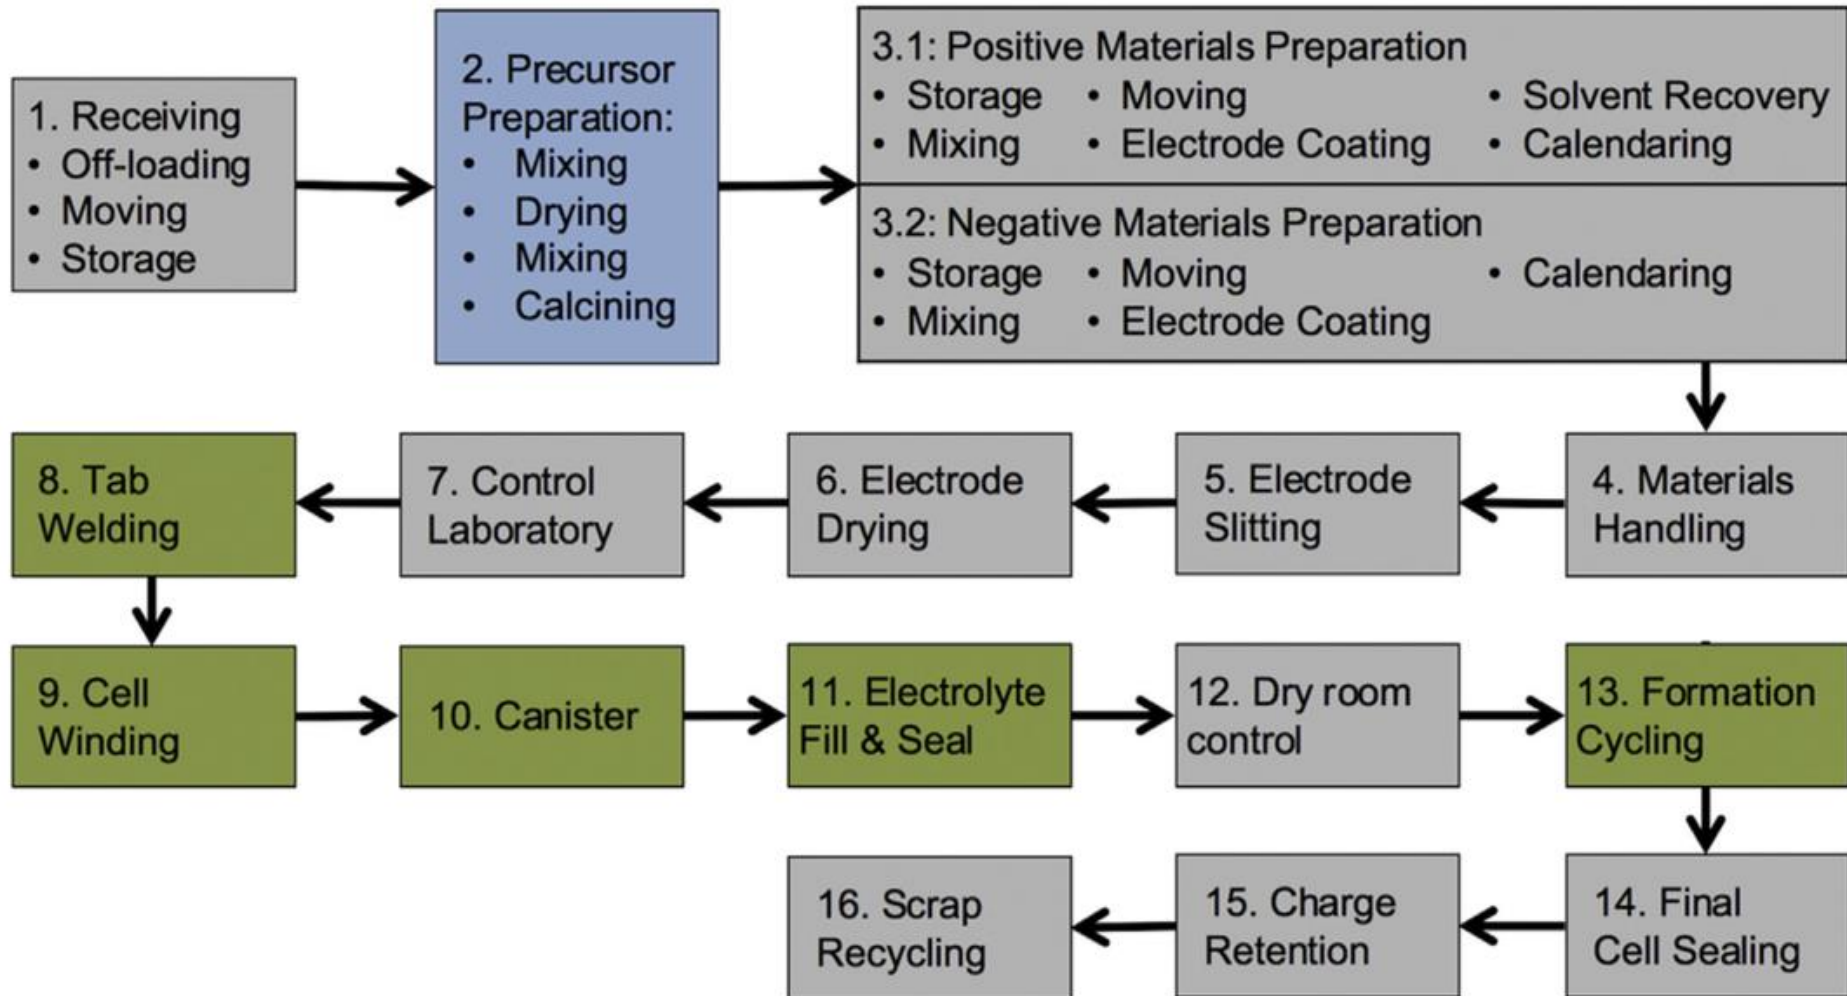 1. Receiving
• Off-loading
• Moving
• Storage
2. Precursor
Preparation:
• Mixing
• Drying
• Mixing
• Calcining
3.1: Positive Materials Preparation
• Storage • Moving • Solvent Recovery
• Mixing • Electrode Coating • Calendaring
3.2: Negative Materials Preparation
• Storage • Moving • Calendaring
• Mixing • Electrode Coating
4. Materials
Handling
5. Electrode
Slitting
6. Electrode
Drying
7. Control
Laboratory
8. Tab
Welding
9. Cell
Winding
10. Canister
11. Electrolyte
Fill & Seal
12. Dry room
control
13. Formation
Cycling
14. Final
Cell Sealing
15. Charge
Retention
16. Scrap
Recycling